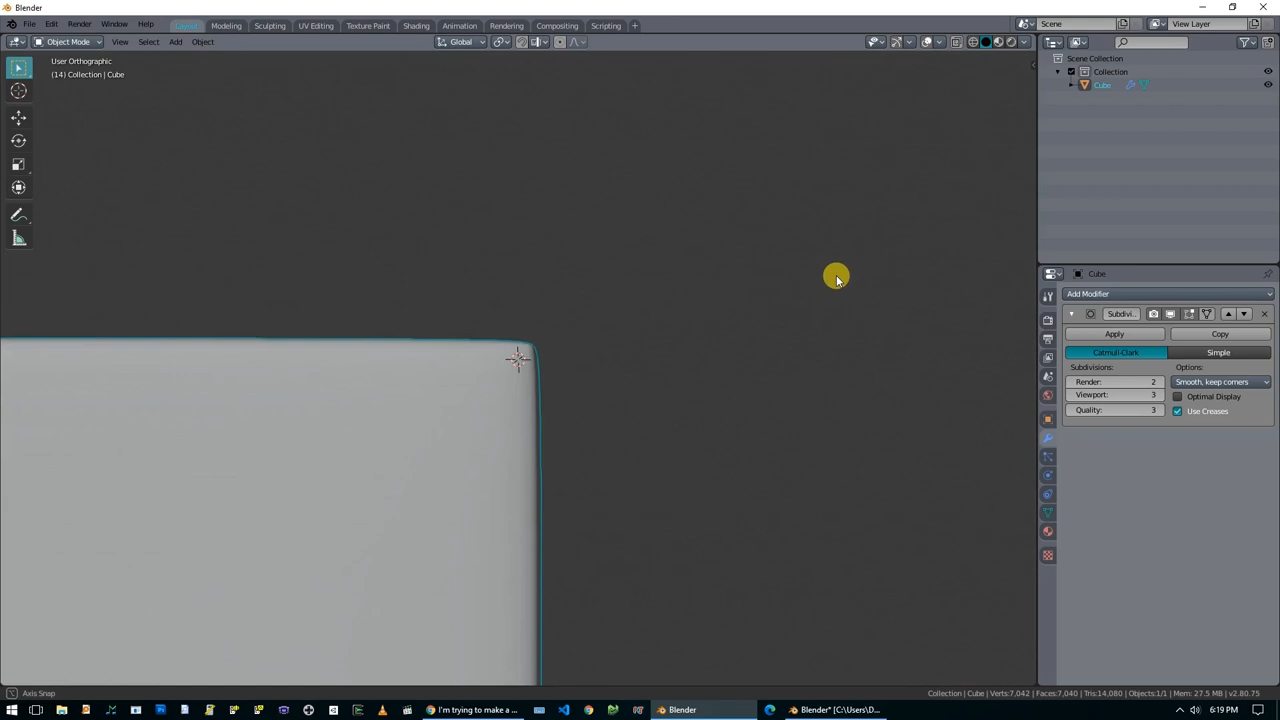 Blender
File Edit Render Window Help Layout Modeling Sculpting UV Editing Texture Paint Shading Animation Rendering Compositing Scripting + Scene View Layer
Object Mode View Select Add Object Global
User Orthographic
(14) Collection | Cube
Scene Collection
Collection
Cube
Cube
Add Modifier
Subdivi..
Apply Copy
Catmull-Clark Simple
Subdivisions: Options:
Render: 2 Smooth, keep corners
Viewport: 3 Optimal Display
Quality: 3 Use Creases
Axis Snap Collection | Cube | Verts:7,042 | Faces:7,040 | Tris:14,080 | Objects:1/1 | Mem: 27.5 MB | v2.80.75
I'm trying to make a ... Blender Blender* [C:\Users\D... 6:19 PM